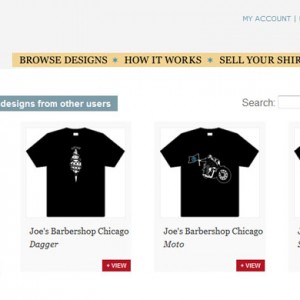 MY ACCOUNT |
BROWSE DESIGNS * HOW IT WORKS * SELL YOUR SHIR
designs from other users
Search:
Joe's Barbershop Chicago
Dagger
+ VIEW
Joe's Barbershop Chicago
Moto
+ VIEW